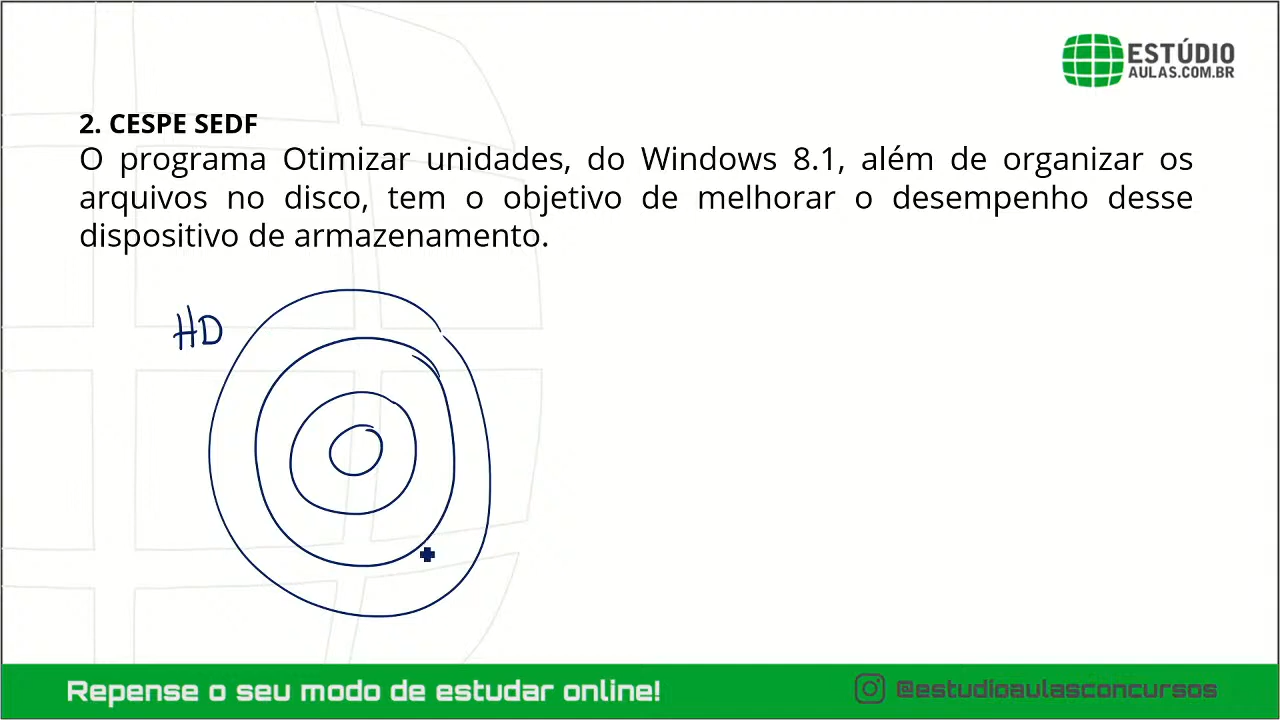 ESTÚDIO
AULAS.COM.BR
2. CESPE SEDF
O programa Otimizar unidades, do Windows 8.1, além de organizar os
arquivos no disco, tem o objetivo de melhorar o desempenho desse
dispositivo de armazenamento.
HD
Repense o seu modo de estudar online!
@estudioaulasconcursos